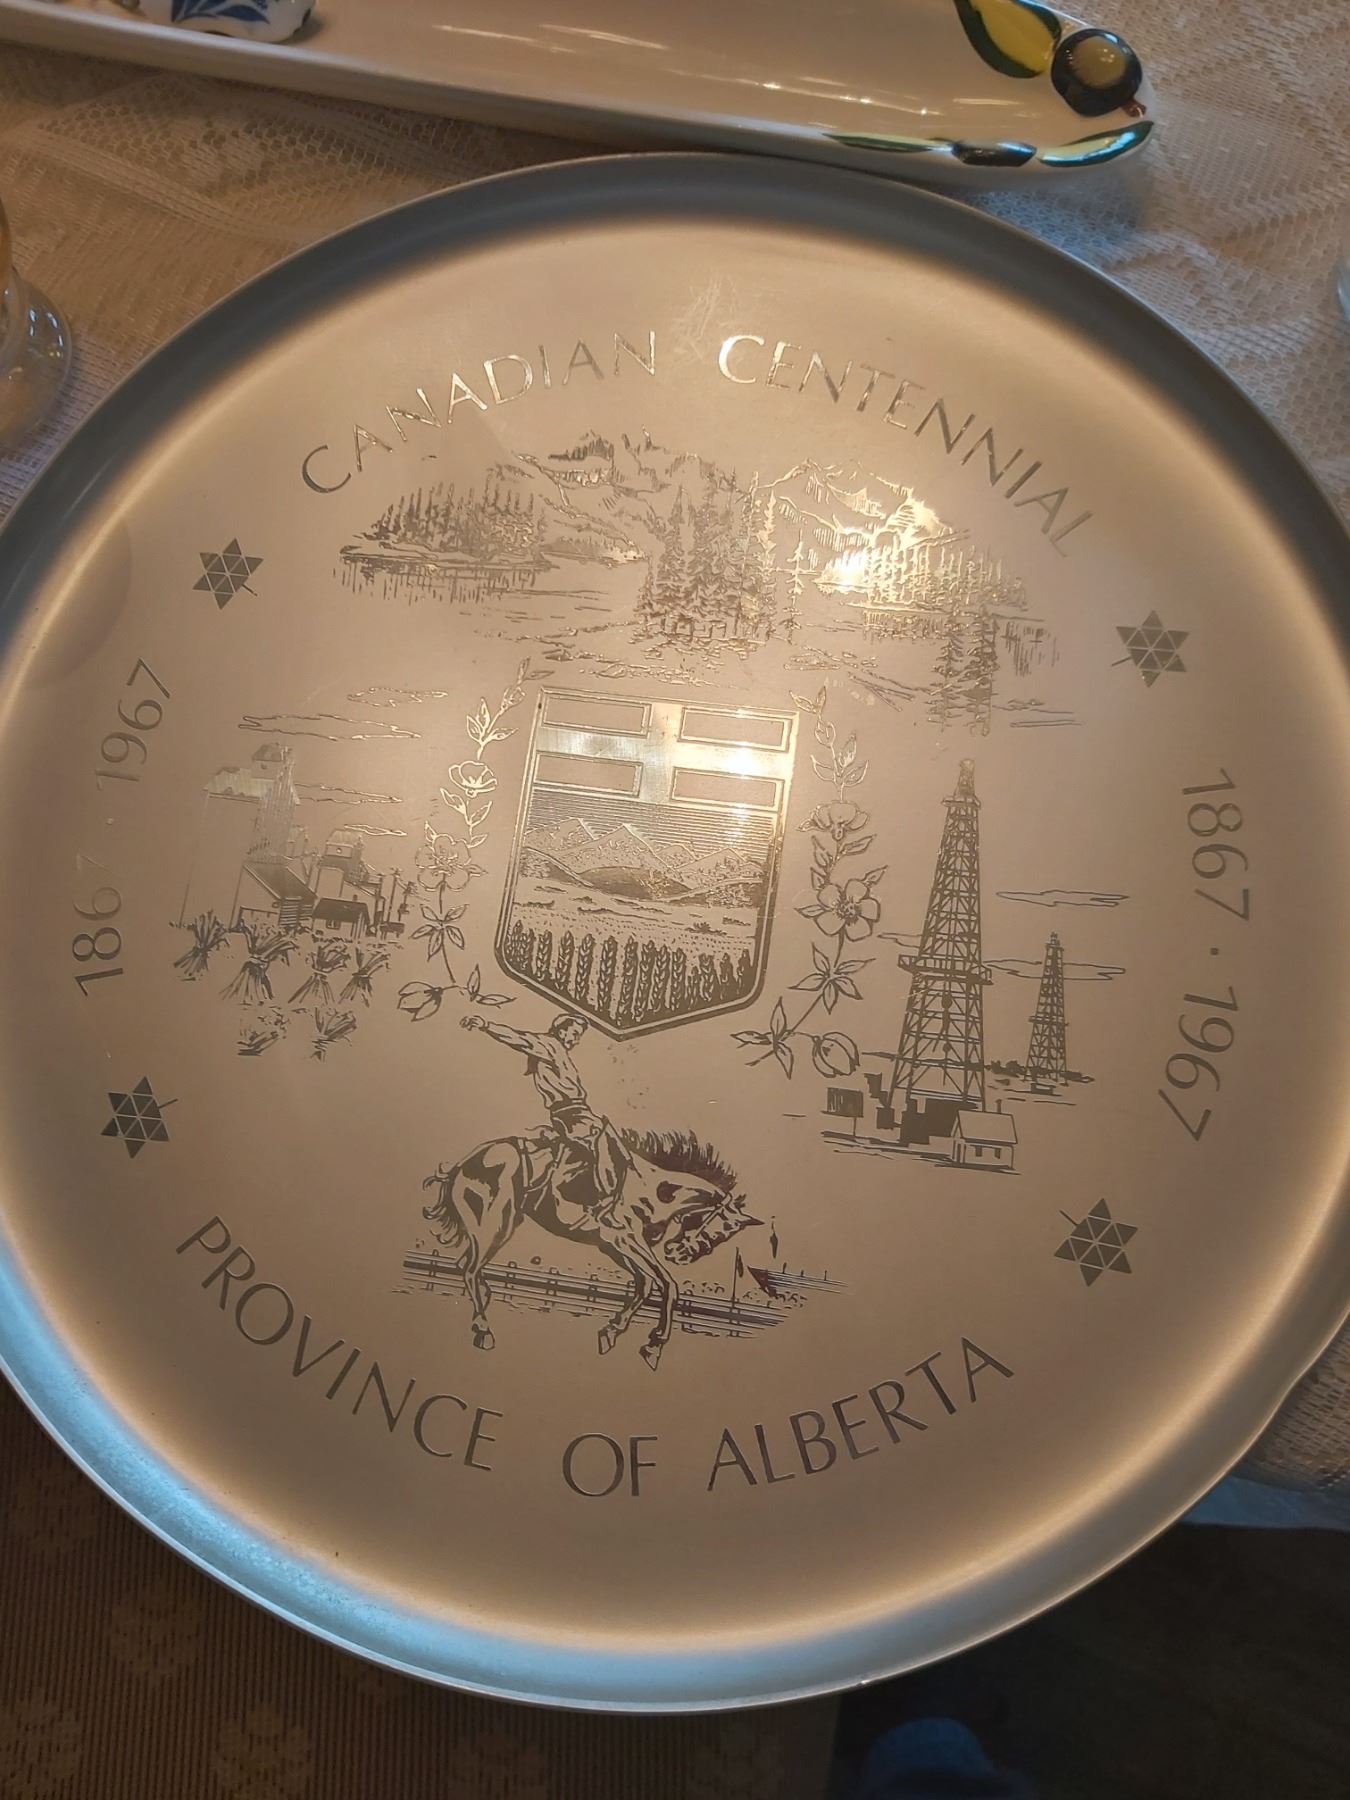 CANADIAN CENTENNIAL
1867 · 1967
1867 · 1967
PROVINCE OF ALBERTA